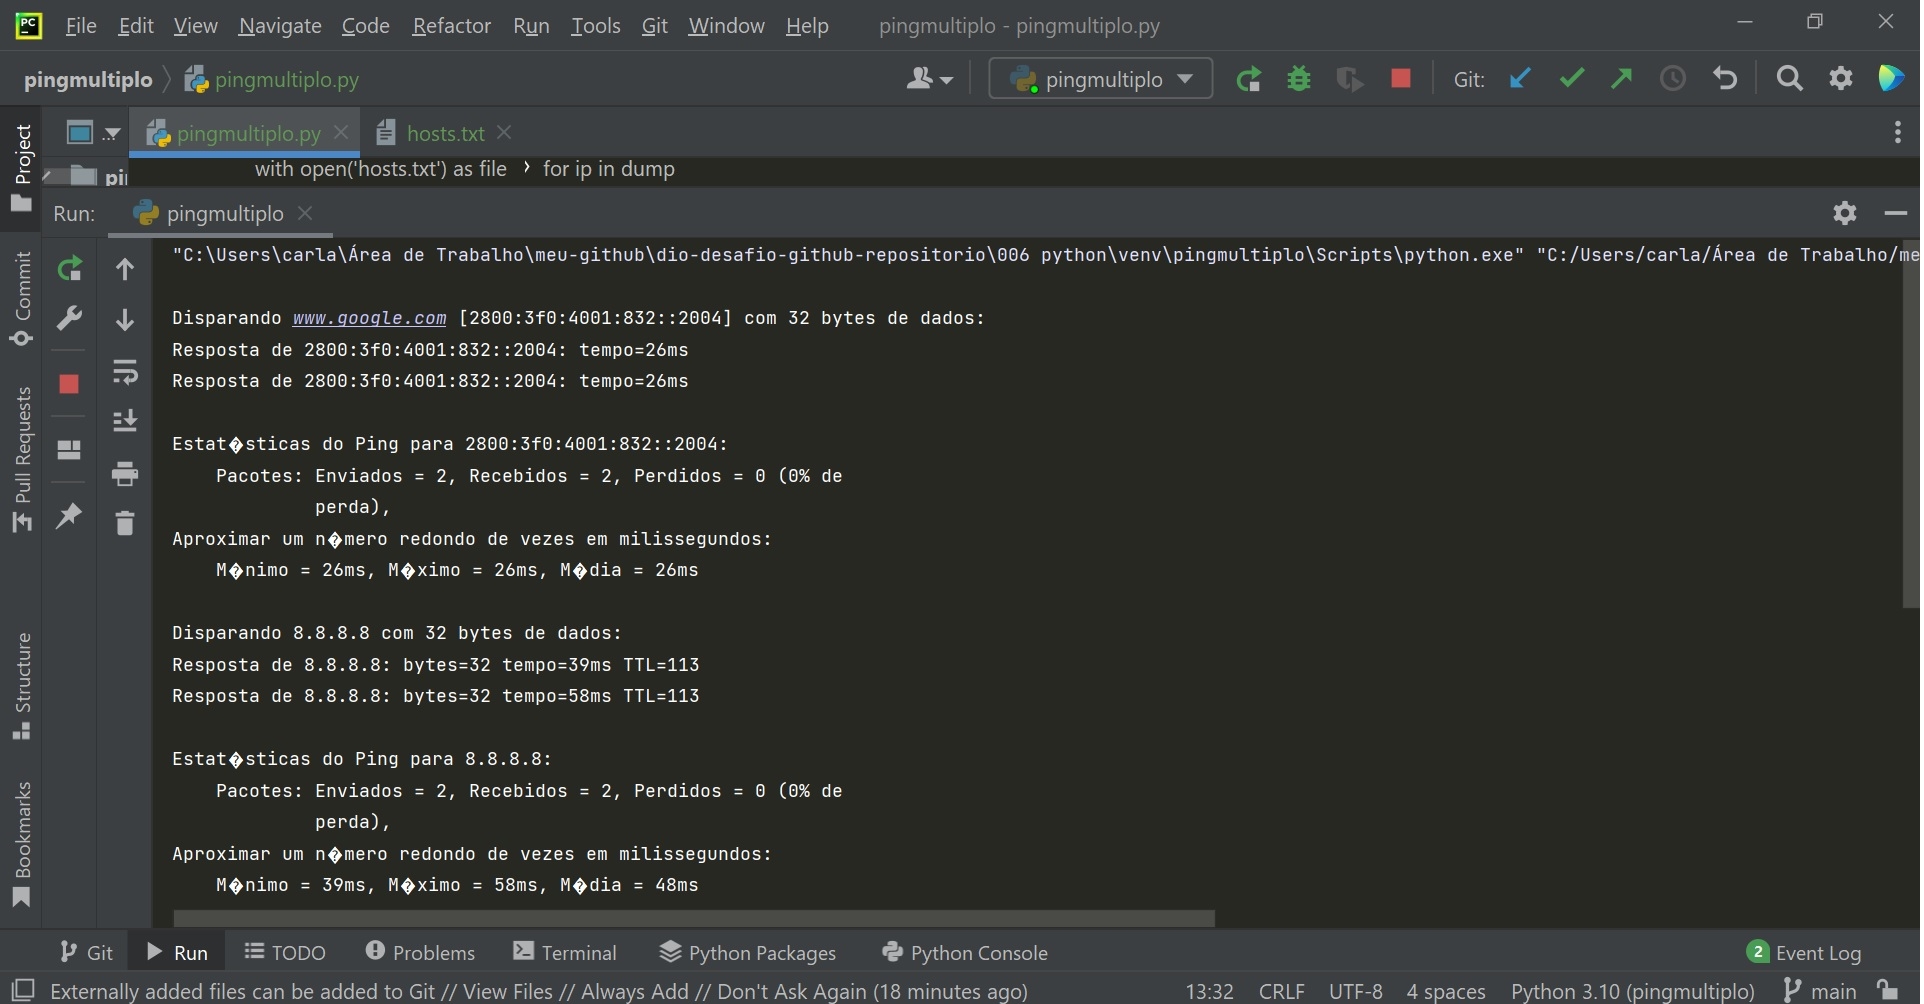 PC File Edit View Navigate Code Refactor Run Tools Git Window Help pingmultiplo - pingmultiplo.py
pingmultiplo pingmultiplo.py pingmultiplo Git:
... pingmultiplo.py hosts.txt
with open('hosts.txt') as file › for ip in dump
Project
Commit
Pull Requests
Structure
Bookmarks
Run: pingmultiplo
"C:\Users\carla\Área de Trabalho\meu-github\dio-desafio-github-repositorio\006 python\venv\pingmultiplo\Scripts\python.exe" "C:/Users/carla/Área de Trabalho/me
Disparando www.google.com [2800:3f0:4001:832::2004] com 32 bytes de dados:
Resposta de 2800:3f0:4001:832::2004: tempo=26ms
Resposta de 2800:3f0:4001:832::2004: tempo=26ms
Estat�sticas do Ping para 2800:3f0:4001:832::2004:
Pacotes: Enviados = 2, Recebidos = 2, Perdidos = 0 (0% de
perda),
Aproximar um n�mero redondo de vezes em milissegundos:
M�nimo = 26ms, M�ximo = 26ms, M�dia = 26ms
Disparando 8.8.8.8 com 32 bytes de dados:
Resposta de 8.8.8.8: bytes=32 tempo=39ms TTL=113
Resposta de 8.8.8.8: bytes=32 tempo=58ms TTL=113
Estat�sticas do Ping para 8.8.8.8:
Pacotes: Enviados = 2, Recebidos = 2, Perdidos = 0 (0% de
perda),
Aproximar um n�mero redondo de vezes em milissegundos:
M�nimo = 39ms, M�ximo = 58ms, M�dia = 48ms
Git Run TODO Problems Terminal Python Packages Python Console 2 Event Log
Externally added files can be added to Git // View Files // Always Add // Don't Ask Again (18 minutes ago) 13:32 CRLF UTF-8 4 spaces Python 3.10 (pingmultiplo) main